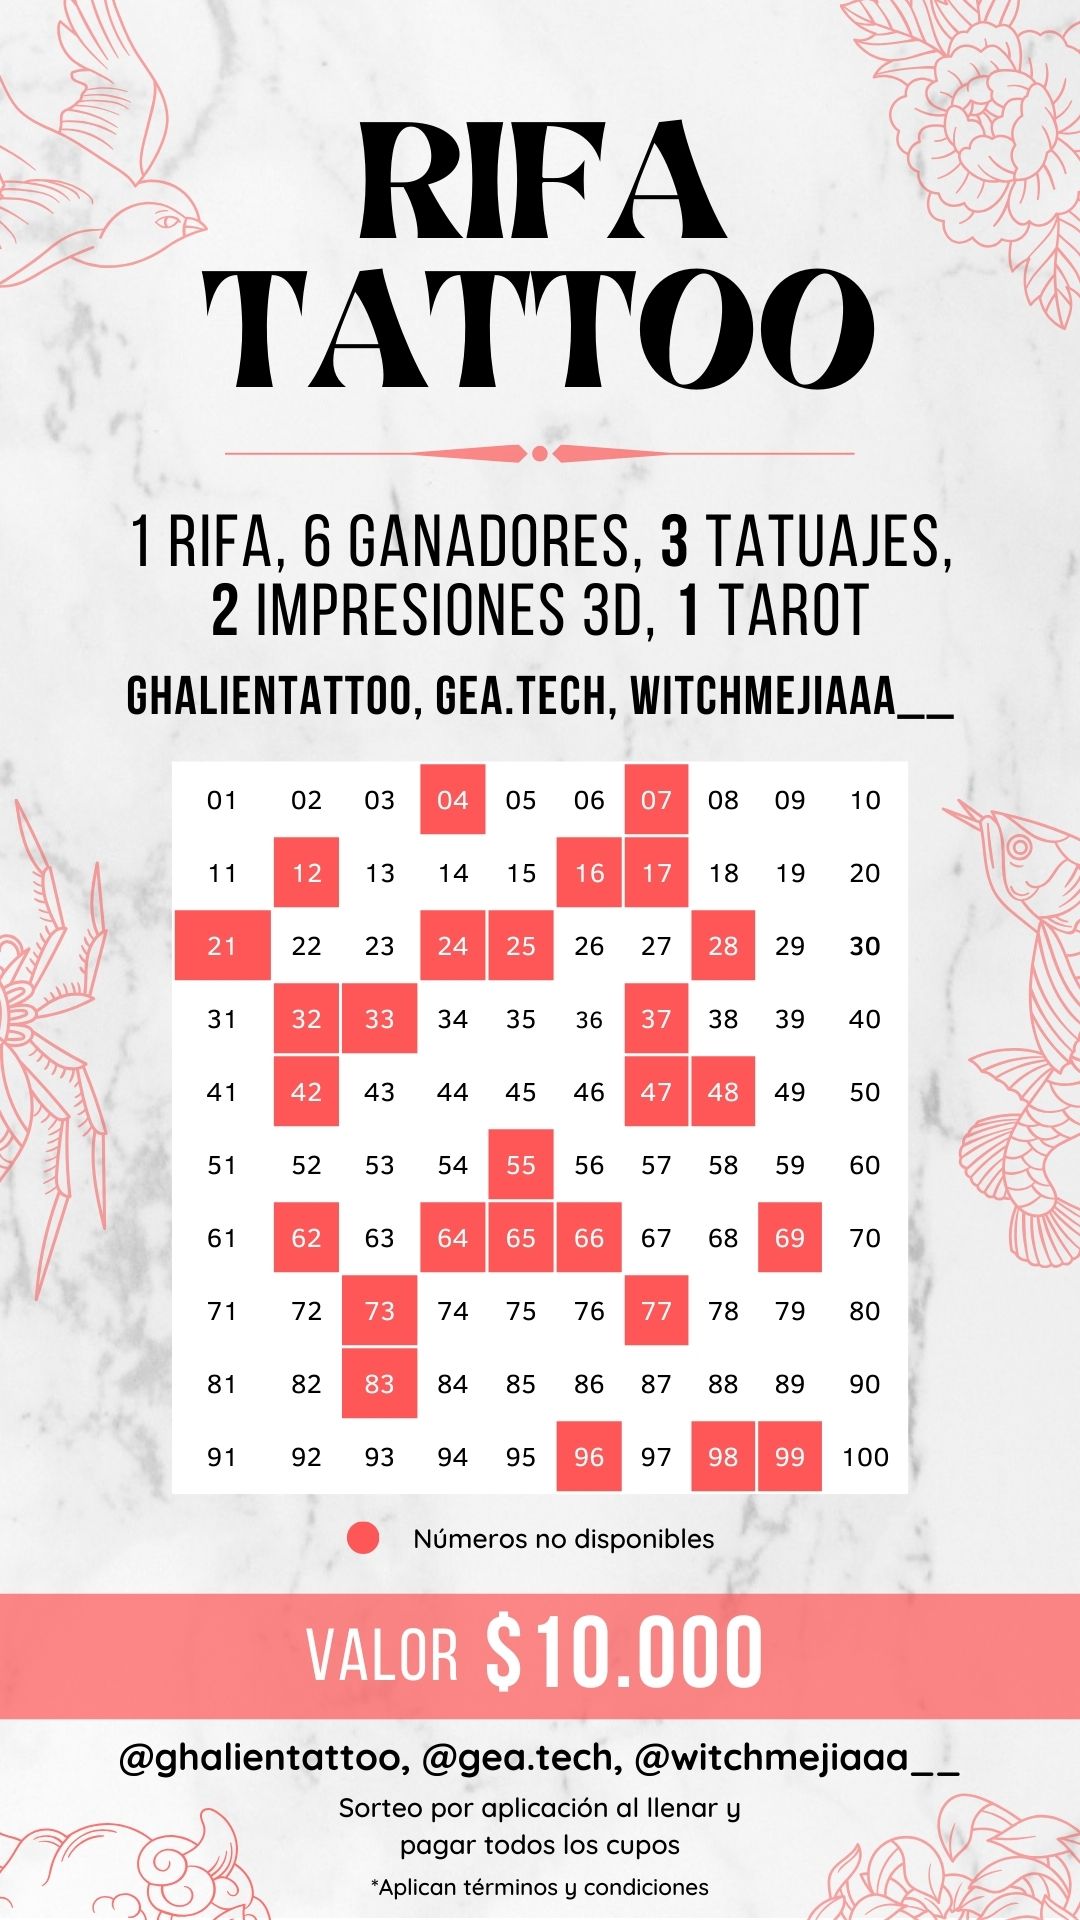 RIFA
TATTOO
1 RIFA, 6 GANADORES, 3 TATUAJES,
2 IMPRESIONES 3D, 1 TAROT
GHALIENTATTOO, GEA.TECH, WITCHMEJIAAA__
01 02 03 04 05 06 07 08 09 10
11 12 13 14 15 16 17 18 19 20
21 22 23 24 25 26 27 28 29 30
31 32 33 34 35 36 37 38 39 40
41 42 43 44 45 46 47 48 49 50
51 52 53 54 55 56 57 58 59 60
61 62 63 64 65 66 67 68 69 70
71 72 73 74 75 76 77 78 79 80
81 82 83 84 85 86 87 88 89 90
91 92 93 94 95 96 97 98 99 100
Números no disponibles
VALOR $10.000
@ghalientattoo, @gea.tech, @witchmejiaaa__
Sorteo por aplicación al llenar y
pagar todos los cupos
*Aplican términos y condiciones